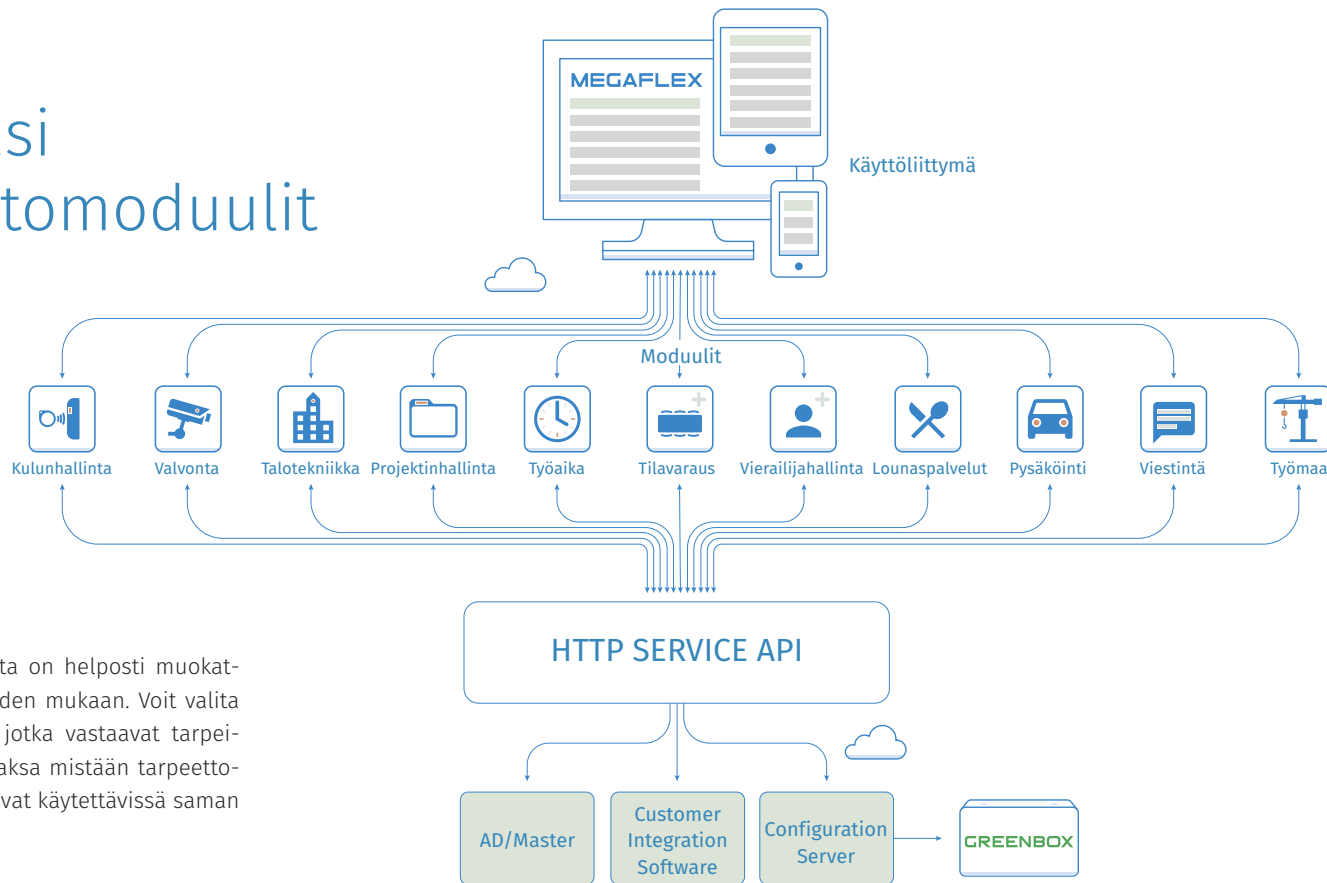 si
tomoduulit
MEGAFLEX
Käyttöliittymä
Moduulit
Kulunhallinta
Valvonta
Talotekniikka
Projektinhallinta
Työaika
Tilavaraus
Vierailijahallinta
Lounaspalvelut
Pysäköinti
Viestintä
Työmaa
HTTP SERVICE API
ta on helposti muokat-
den mukaan. Voit valita
jotka vastaavat tarpei-
aksa mistään tarpeetto-
vat käytettävissä saman
AD/Master
Customer
Integration
Software
Configuration
Server
GREENBOX